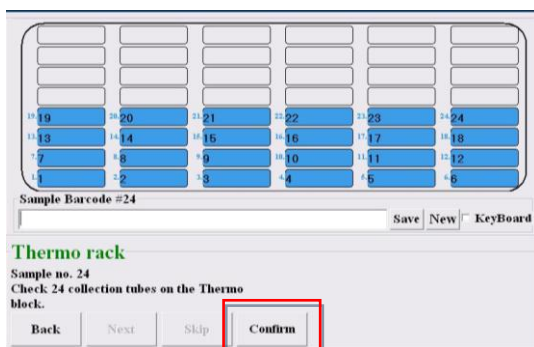 19. 19 20. 20 21. 21 22. 22 23. 23 24. 24
13. 13 14. 14 15. 15 16. 16 17. 17 18. 18
7. 7 8. 8 9. 9 10. 10 11. 11 12. 12
1. 1 2. 2 3. 3 4. 4 5. 5 6. 6
Sample Barcode #24
Save New KeyBoard
Thermo rack
Sample no. 24
Check 24 collection tubes on the Thermo
block.
Back Next Skip Confirm